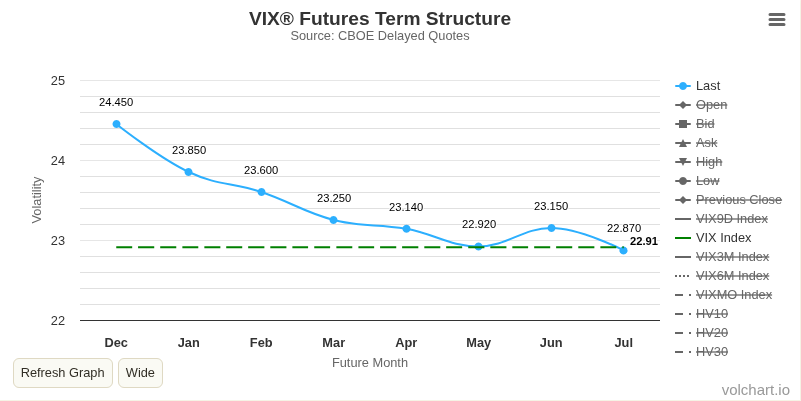 VIX® Futures Term Structure
Source: CBOE Delayed Quotes
25
24
23
22
Volatility
24.450
23.850
23.600
23.250
23.140
22.920
23.150
22.870
22.91
Dec Jan Feb Mar Apr May Jun Jul
Future Month
Last
Open
Bid
Ask
High
Low
Previous Close
VIX9D Index
VIX Index
VIX3M Index
VIX6M Index
VIXMO Index
HV10
HV20
HV30
Refresh Graph Wide
volchart.io